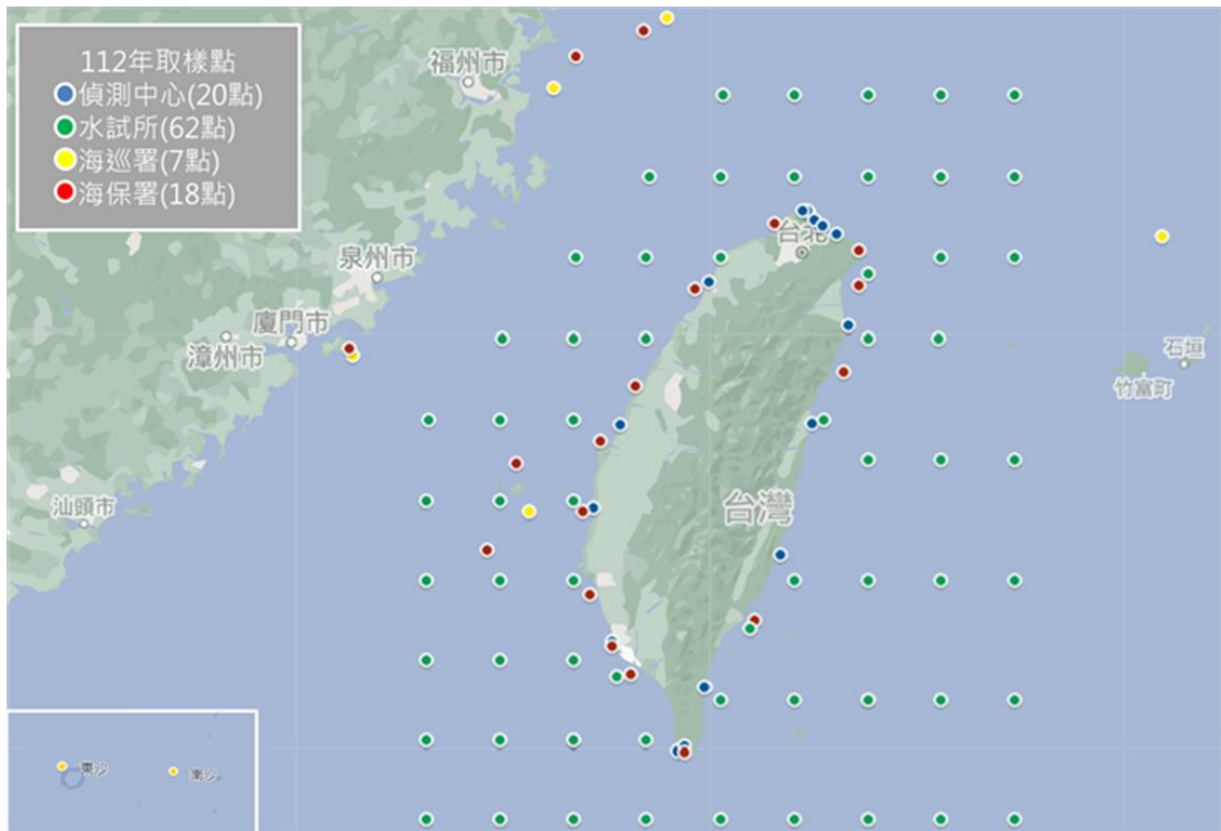 112年取樣點
偵測中心(20點)
水試所(62點)
海巡署(7點)
海保署(18點)
福州市
台北
泉州市
廈門市
漳州市
石垣
竹富町
汕頭市
台灣
東沙
南沙